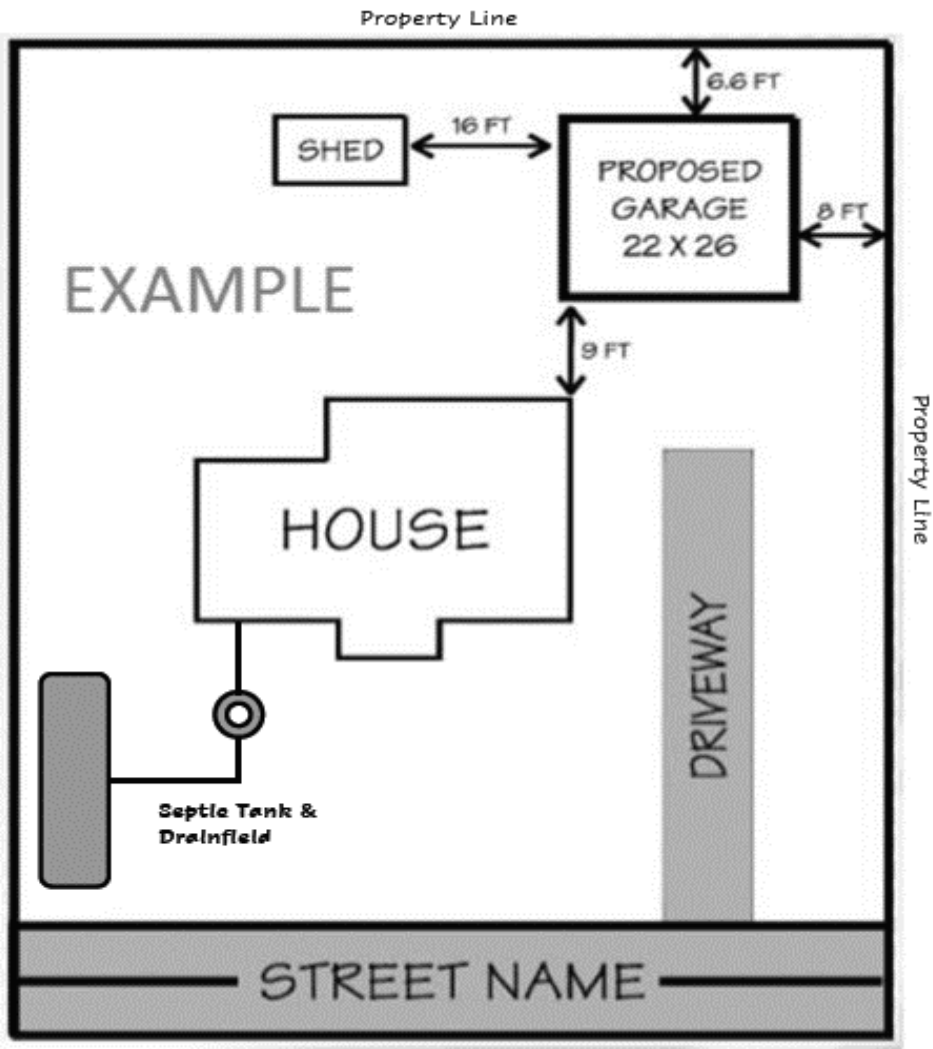 Property Line
6.6 FT
16 FT
SHED
PROPOSED
GARAGE
22 X 26
8 FT
EXAMPLE
9 FT
Property Line
HOUSE
DRIVEWAY
Septic Tank &
Drainfield
STREET NAME